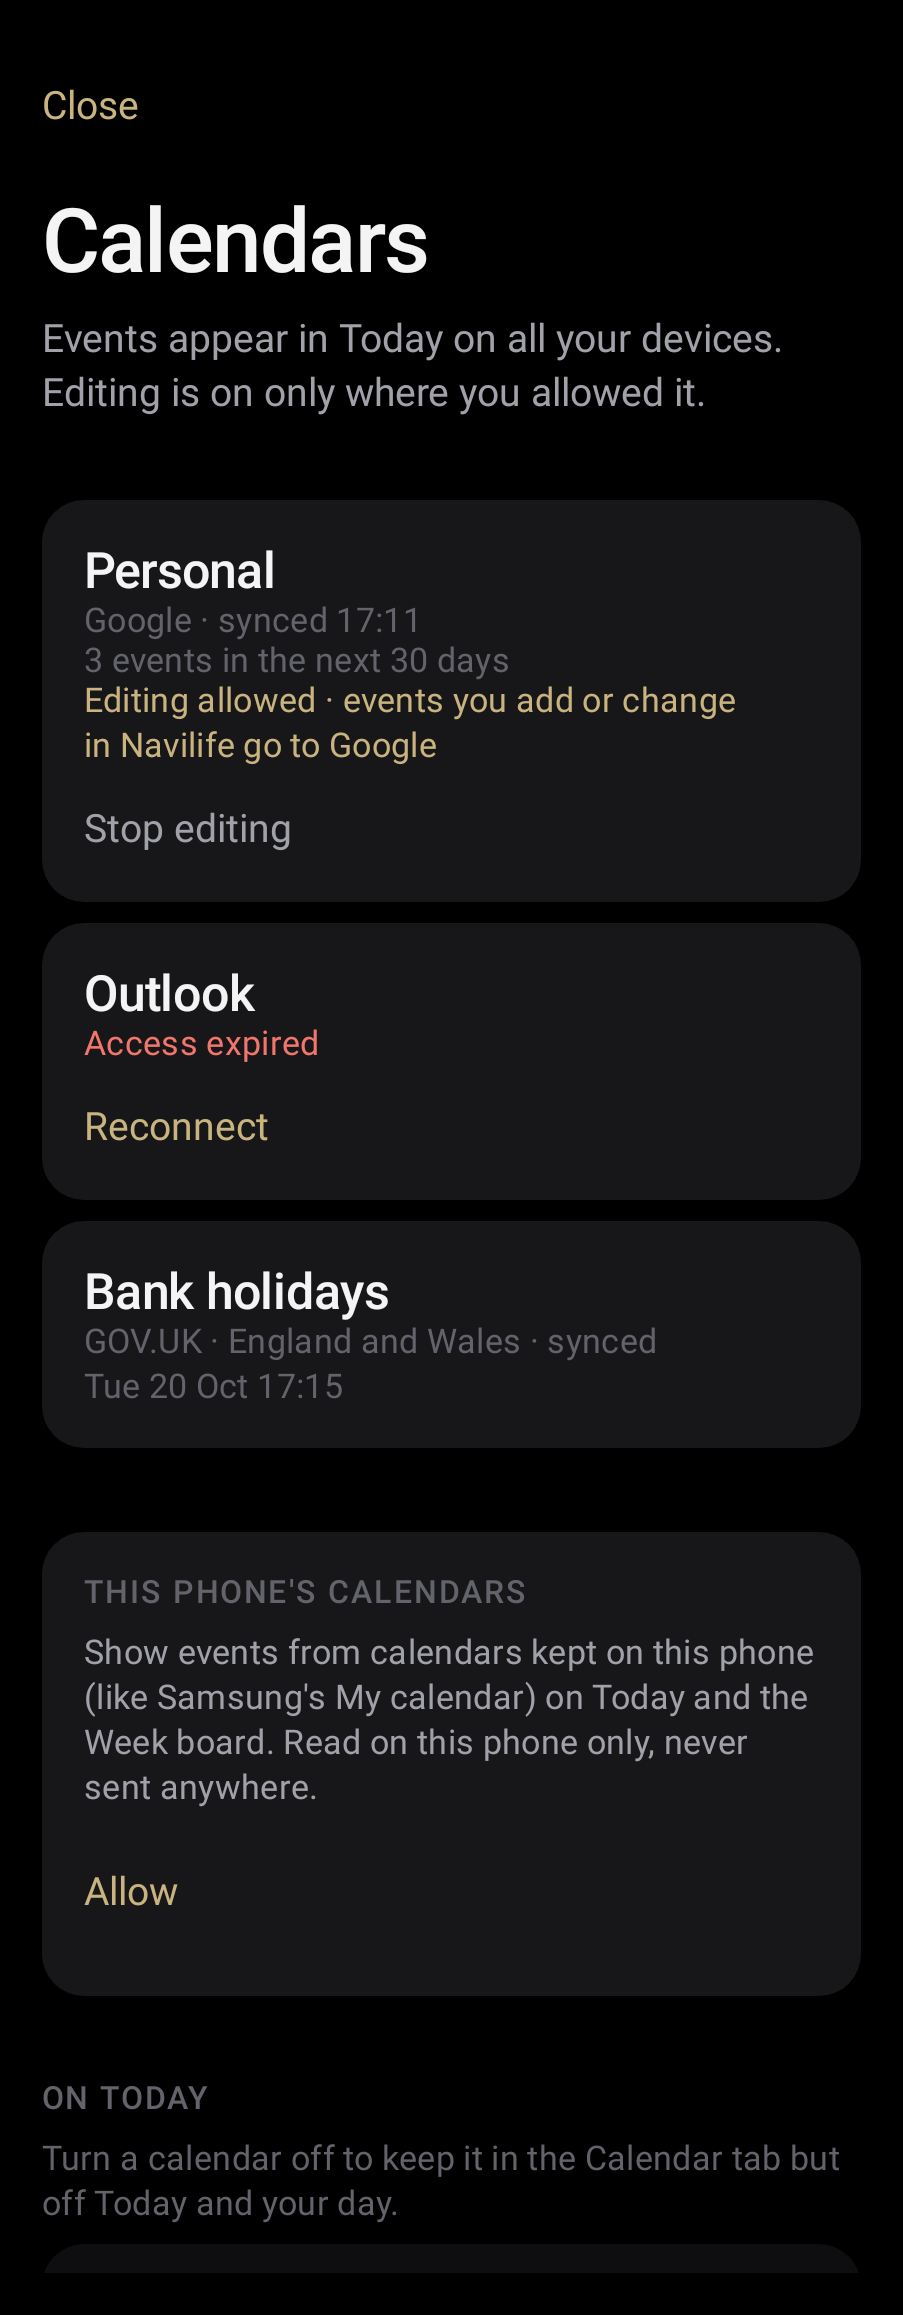 Close
Calendars
Events appear in Today on all your devices.
Editing is on only where you allowed it.
Personal
Google · synced 17:11
3 events in the next 30 days
Editing allowed · events you add or change
in Navilife go to Google
Stop editing
Outlook
Access expired
Reconnect
Bank holidays
GOV.UK · England and Wales · synced
Tue 20 Oct 17:15
THIS PHONE'S CALENDARS
Show events from calendars kept on this phone
(like Samsung's My calendar) on Today and the
Week board. Read on this phone only, never
sent anywhere.
Allow
ON TODAY
Turn a calendar off to keep it in the Calendar tab but
off Today and your day.